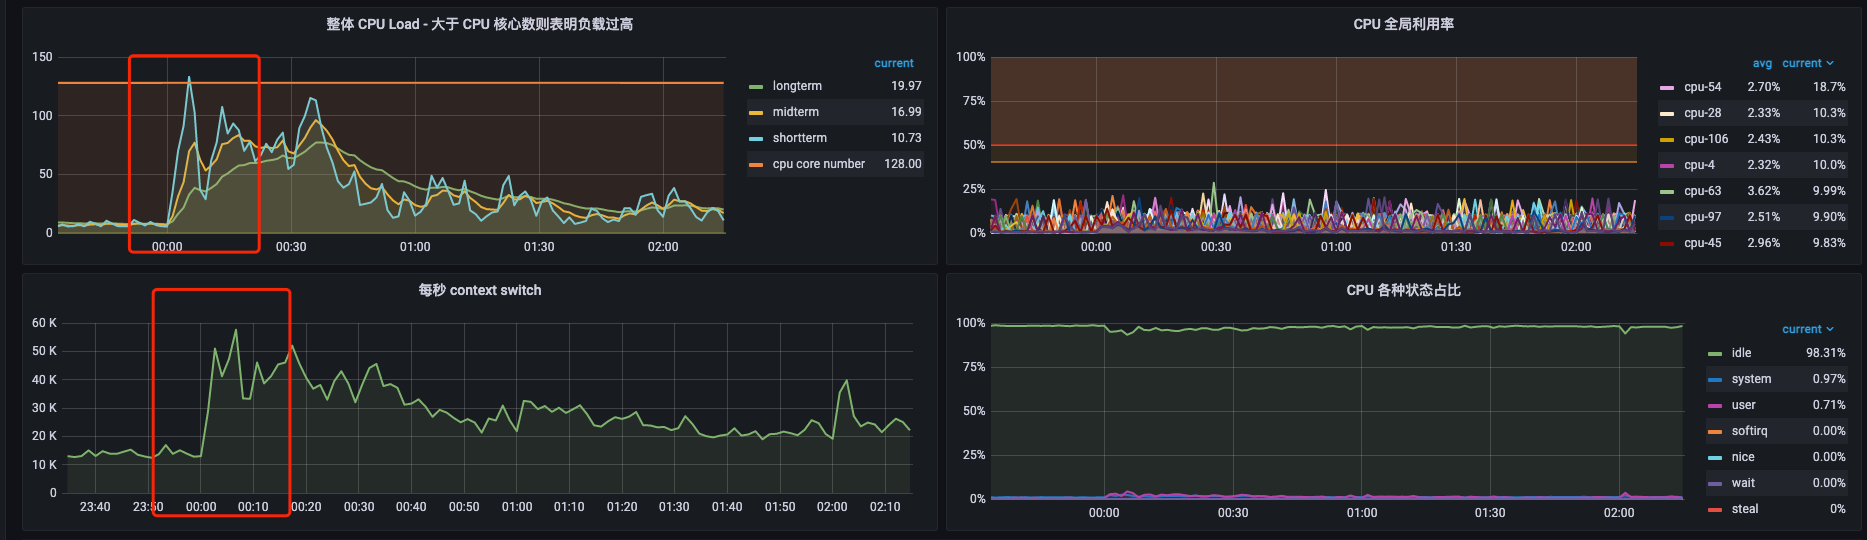 整体 CPU Load - 大于 CPU 核心数则表明负载过高
150
100
50
0
00:00 00:30 01:00 01:30 02:00
current
longterm 19.97
midterm 16.99
shortterm 10.73
cpu core number 128.00
CPU 全局利用率
100%
75%
50%
25%
0%
00:00 00:30 01:00 01:30 02:00
avg current
cpu-54 2.70% 18.7%
cpu-28 2.33% 10.3%
cpu-106 2.43% 10.3%
cpu-4 2.32% 10.0%
cpu-63 3.62% 9.99%
cpu-97 2.51% 9.90%
cpu-45 2.96% 9.83%
每秒 context switch
60 K
50 K
40 K
30 K
20 K
10 K
0
23:40 23:50 00:00 00:10 00:20 00:30 00:40 00:50 01:00 01:10 01:20 01:30 01:40 01:50 02:00 02:10
CPU 各种状态占比
100%
75%
50%
25%
0%
00:00 00:30 01:00 01:30 02:00
current
idle 98.31%
system 0.97%
user 0.71%
softirq 0.00%
nice 0.00%
wait 0.00%
steal 0%